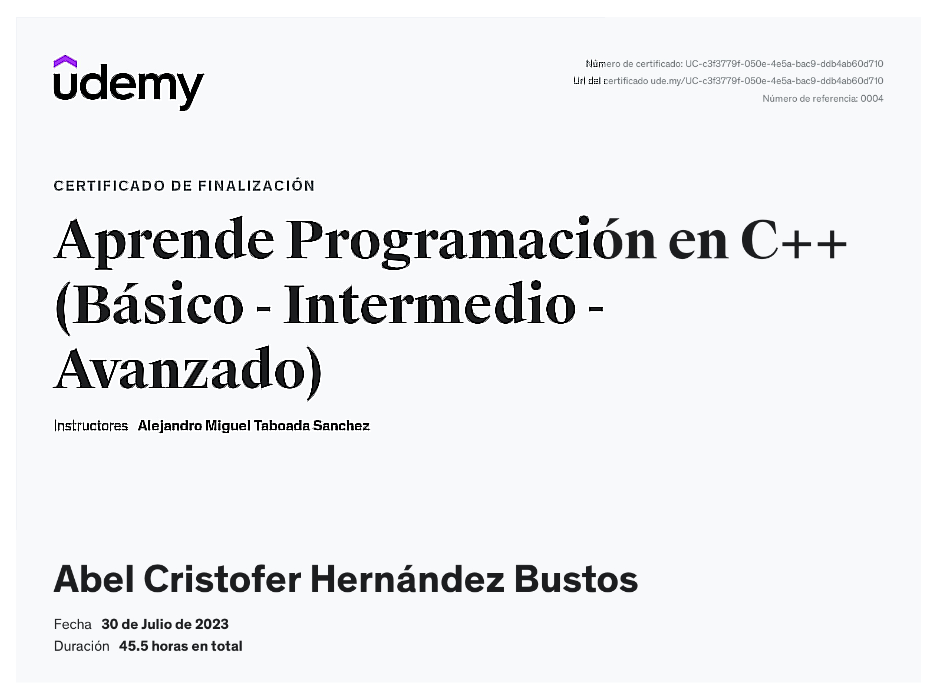 udemy
Número de certificado: UC-c3f3779f-050e-4e5a-bac9-ddb4ab60d710
Url del certificado ude.my/UC-c3f3779f-050e-4e5a-bac9-ddb4ab60d710
Número de referencia: 0004
CERTIFICADO DE FINALIZACIÓN
Aprende Programación en C++
(Básico - Intermedio -
Avanzado)
Instructores Alejandro Miguel Taboada Sanchez
Abel Cristofer Hernández Bustos
Fecha 30 de Julio de 2023
Duración 45.5 horas en total